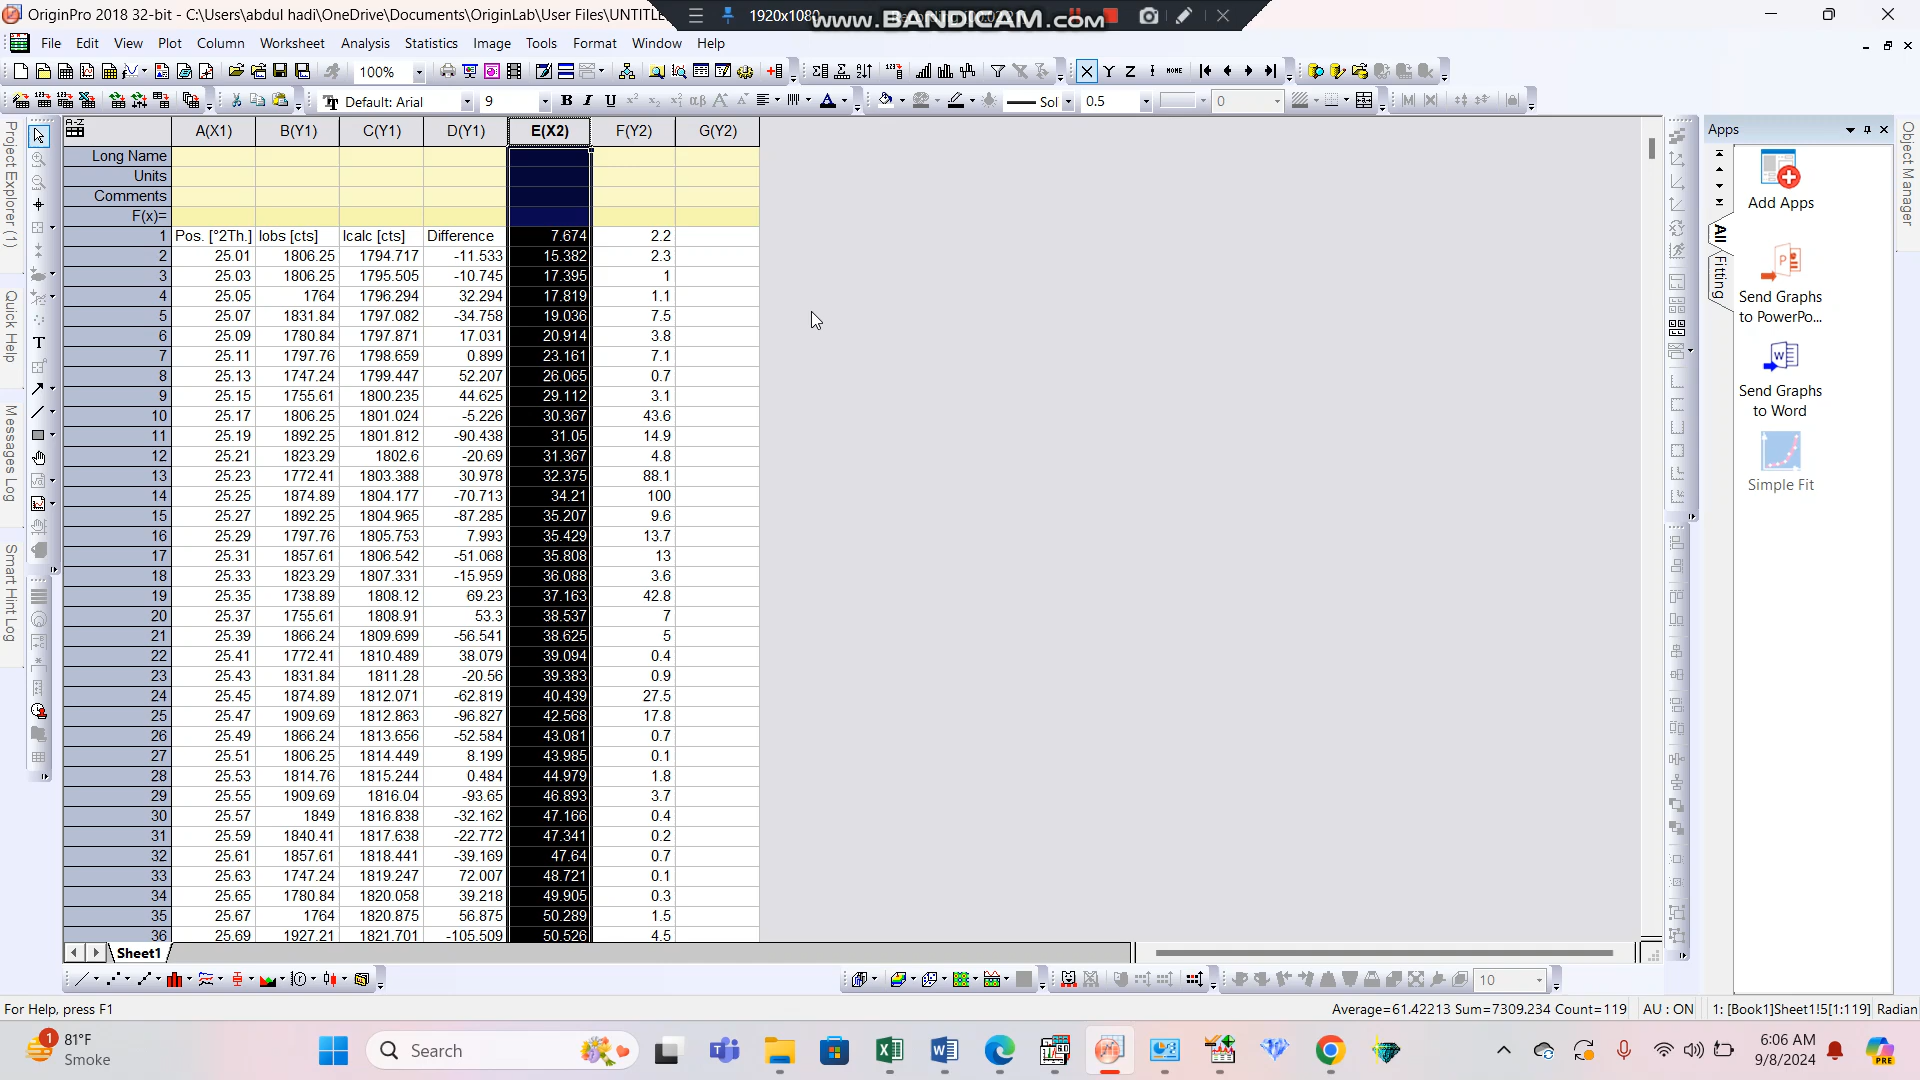 OriginPro 2018 32-bit - C:\Users\abdul hadi\OneDrive\Documents\OriginLab\User Files\UNTITLE
1920x1080
www.BANDICAM.com
File Edit View Plot Column Worksheet Analysis Statistics Image Tools Format Window Help
100%
X Y Z
Default: Arial 9 B I U Sol 0.5 0
Project Explorer (1)
Quick Help
Messages Log
Smart Hint Log
A(X1) B(Y1) C(Y1) D(Y1) E(X2) F(Y2) G(Y2)
Long Name
Units
Comments
F(x)=
1 Pos. [°2Th.] Iobs [cts] Icalc [cts] Difference 7.674 2.2
2 25.01 1806.25 1794.717 -11.533 15.382 2.3
3 25.03 1806.25 1795.505 -10.745 17.395 1
4 25.05 1764 1796.294 32.294 17.819 1.1
5 25.07 1831.84 1797.082 -34.758 19.036 7.5
6 25.09 1780.84 1797.871 17.031 20.914 3.8
7 25.11 1797.76 1798.659 0.899 23.161 7.1
8 25.13 1747.24 1799.447 52.207 26.065 0.7
9 25.15 1755.61 1800.235 44.625 29.112 3.1
10 25.17 1806.25 1801.024 -5.226 30.367 43.6
11 25.19 1892.25 1801.812 -90.438 31.05 14.9
12 25.21 1823.29 1802.6 -20.69 31.367 4.8
13 25.23 1772.41 1803.388 30.978 32.375 88.1
14 25.25 1874.89 1804.177 -70.713 34.21 100
15 25.27 1892.25 1804.965 -87.285 35.207 9.6
16 25.29 1797.76 1805.753 7.993 35.429 13.7
17 25.31 1857.61 1806.542 -51.068 35.808 13
18 25.33 1823.29 1807.331 -15.959 36.088 3.6
19 25.35 1738.89 1808.12 69.23 37.163 42.8
20 25.37 1755.61 1808.91 53.3 38.537 7
21 25.39 1866.24 1809.699 -56.541 38.625 5
22 25.41 1772.41 1810.489 38.079 39.094 0.4
23 25.43 1831.84 1811.28 -20.56 39.383 0.9
24 25.45 1874.89 1812.071 -62.819 40.439 27.5
25 25.47 1909.69 1812.863 -96.827 42.568 17.8
26 25.49 1866.24 1813.656 -52.584 43.081 0.7
27 25.51 1806.25 1814.449 8.199 43.985 0.1
28 25.53 1814.76 1815.244 0.484 44.979 1.8
29 25.55 1909.69 1816.04 -93.65 46.893 3.7
30 25.57 1849 1816.838 -32.162 47.166 0.4
31 25.59 1840.41 1817.638 -22.772 47.341 0.2
32 25.61 1857.61 1818.441 -39.169 47.64 0.7
33 25.63 1747.24 1819.247 72.007 48.721 0.1
34 25.65 1780.84 1820.058 39.218 49.905 0.3
35 25.67 1764 1820.875 56.875 50.289 1.5
36 25.69 1927.21 1821.701 -105.509 50.526 4.5
Sheet1
Apps
All
Fitting
Add Apps
Send Graphs
to PowerPo...
Send Graphs
to Word
Simple Fit
Object Manager
10
For Help, press F1
Average=61.42213 Sum=7309.234 Count=119 AU : ON 1: [Book1]Sheet1!5[1:119] Radian
1
81°F
Smoke
Search
6:06 AM
9/8/2024
PRE